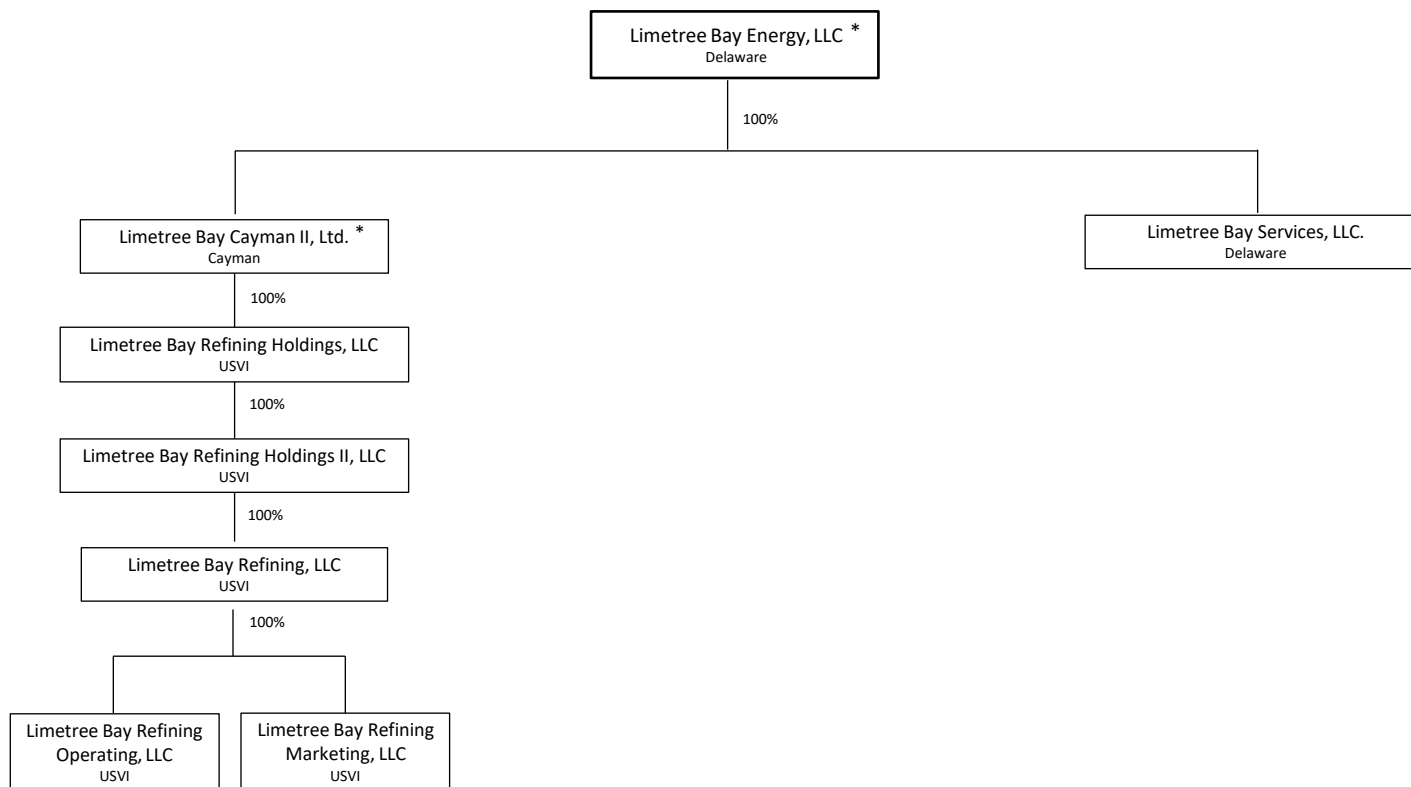 Limetree Bay Energy, LLC *
Delaware
100%
Limetree Bay Cayman II, Ltd. *
Cayman
Limetree Bay Services, LLC.
Delaware
100%
Limetree Bay Refining Holdings, LLC
USVI
100%
Limetree Bay Refining Holdings II, LLC
USVI
100%
Limetree Bay Refining, LLC
USVI
100%
Limetree Bay Refining
Operating, LLC
USVI
Limetree Bay Refining
Marketing, LLC
USVI